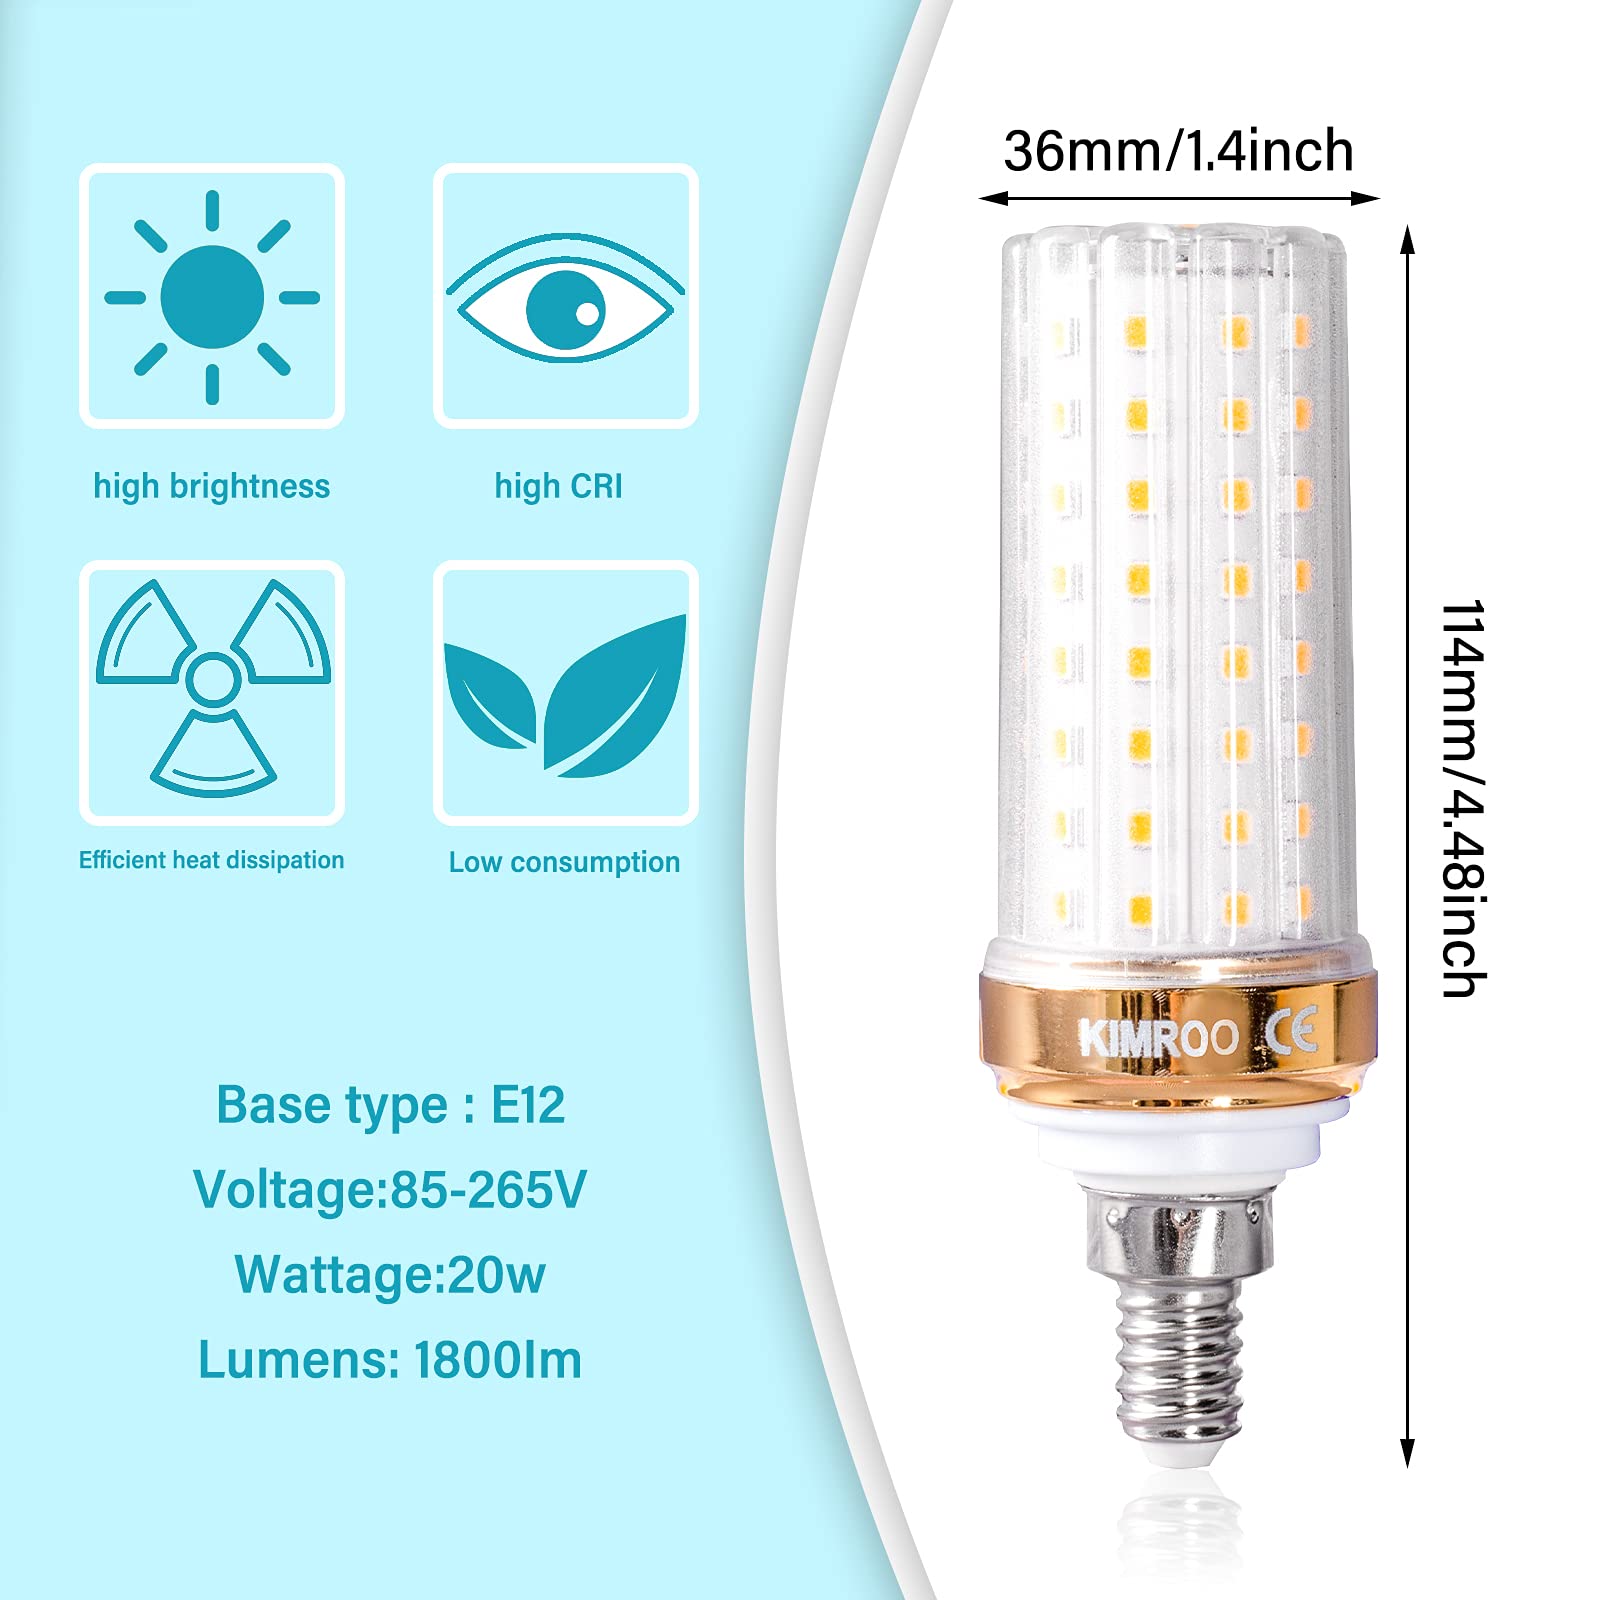 high brightness
high CRI
Efficient heat dissipation
Low consumption
Base type : E12
Voltage:85-265V
Wattage:20w
Lumens: 1800lm
36mm/1.4inch
114mm/4.48inch
KIMROO CE